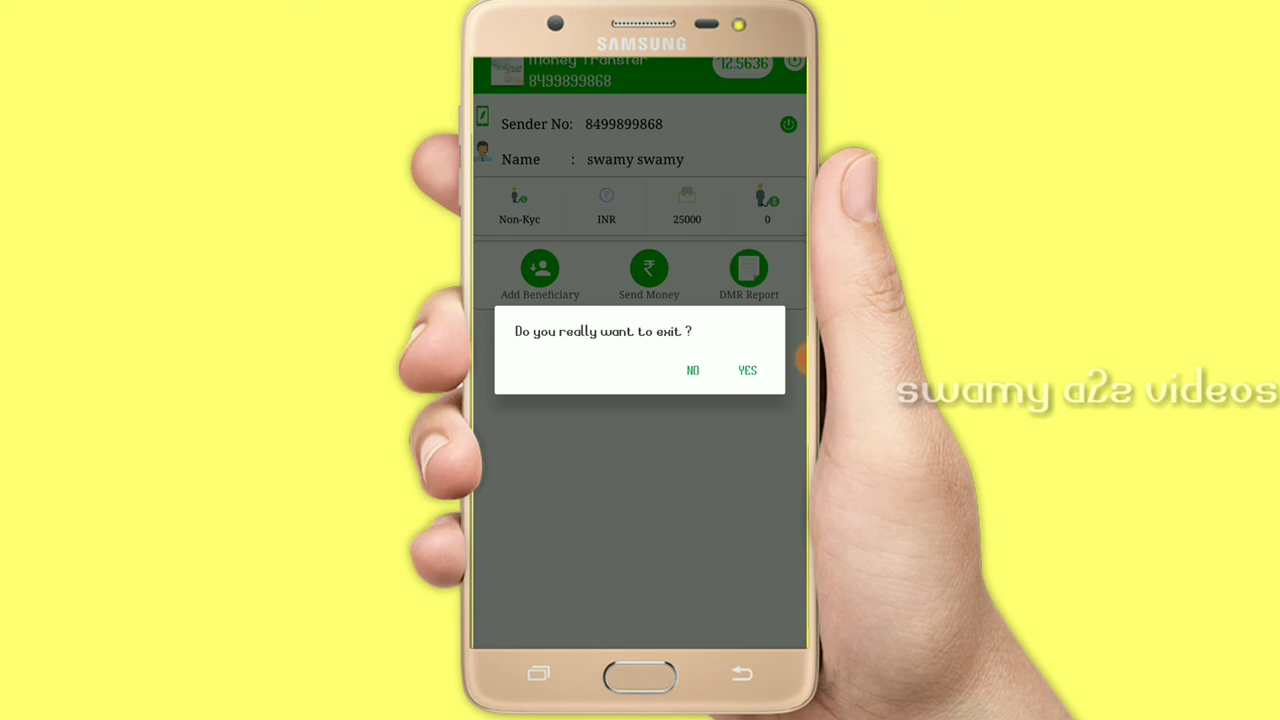 SAMSUNG
Money Transfer
8499899868
12.5636
Sender No: 8499899868
Name : swamy swamy
Non-Kyc
INR
25000
0
Add Beneficiary
Send Money
DMR Report
Do you really want to exit ?
NO
YES
swamy a2z videos